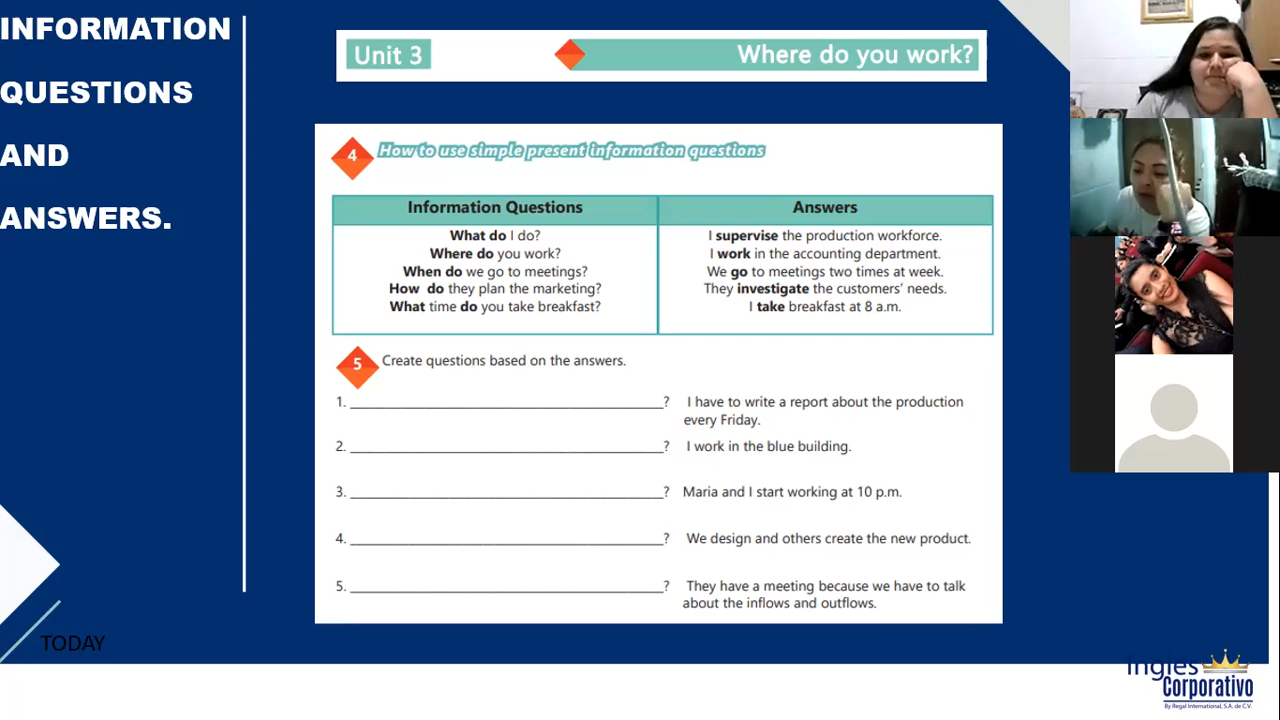 INFORMATION
QUESTIONS
AND
ANSWERS.
Unit 3
Where do you work?
4 How to use simple present information questions
Information Questions
Answers
What do I do?
I supervise the production workforce.
Where do you work?
I work in the accounting department.
When do we go to meetings?
We go to meetings two times at week.
How do they plan the marketing?
They investigate the customers' needs.
What time do you take breakfast?
I take breakfast at 8 a.m.
5 Create questions based on the answers.
1. ________________________________________? I have to write a report about the production
every Friday.
2. ________________________________________? I work in the blue building.
3. ________________________________________? Maria and I start working at 10 p.m.
4. ________________________________________? We design and others create the new product.
5. ________________________________________? They have a meeting because we have to talk
about the inflows and outflows.
TODAY
Inglés
Corporativo
By Regal International, S.A. de C.V.